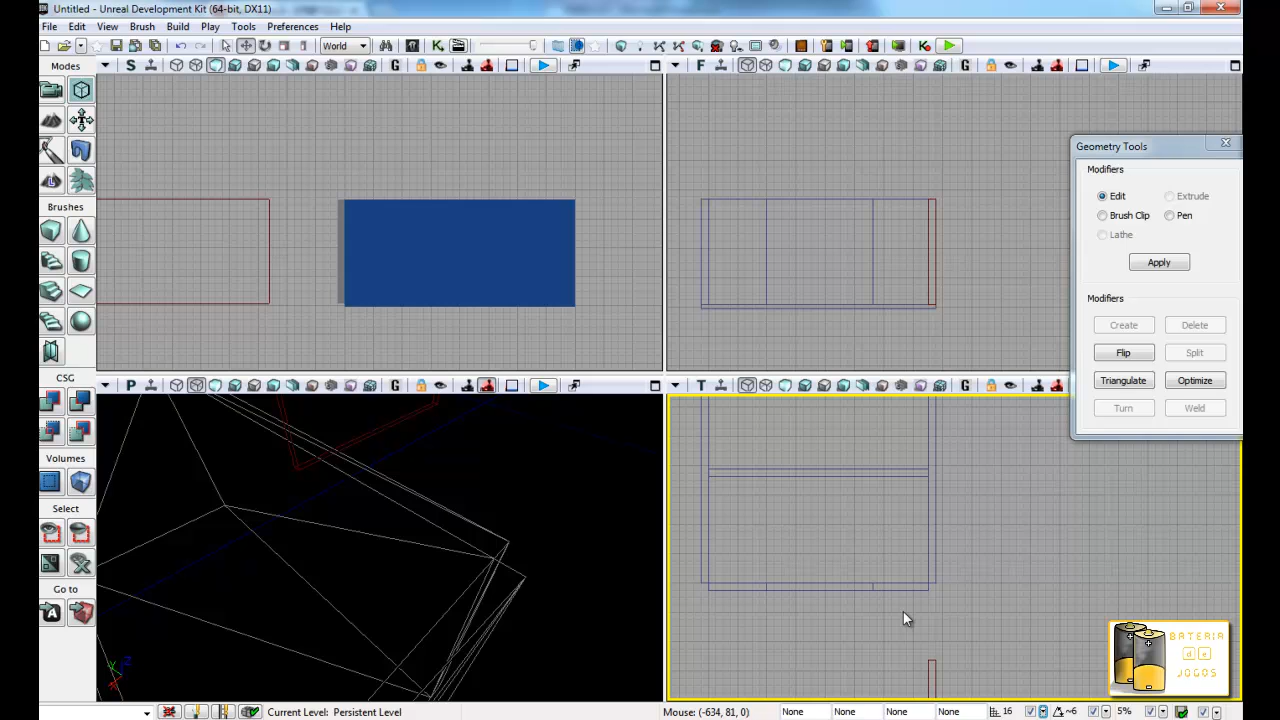 Untitled - Unreal Development Kit (64-bit, DX11)
File Edit View Brush Build Play Tools Preferences Help
World
Modes
S G
F G
Geometry Tools
Modifiers
Edit Extrude
Brush Clip Pen
Lathe
Apply
Modifiers
Create Delete
Flip Split
Triangulate Optimize
Turn Weld
Brushes
CSG
P G
T G
Volumes
Select
Go to
BATERIA
de
JOGOS
Current Level: Persistent Level
Mouse: (-634, 81, 0)
None None None None
16 ~6 5%